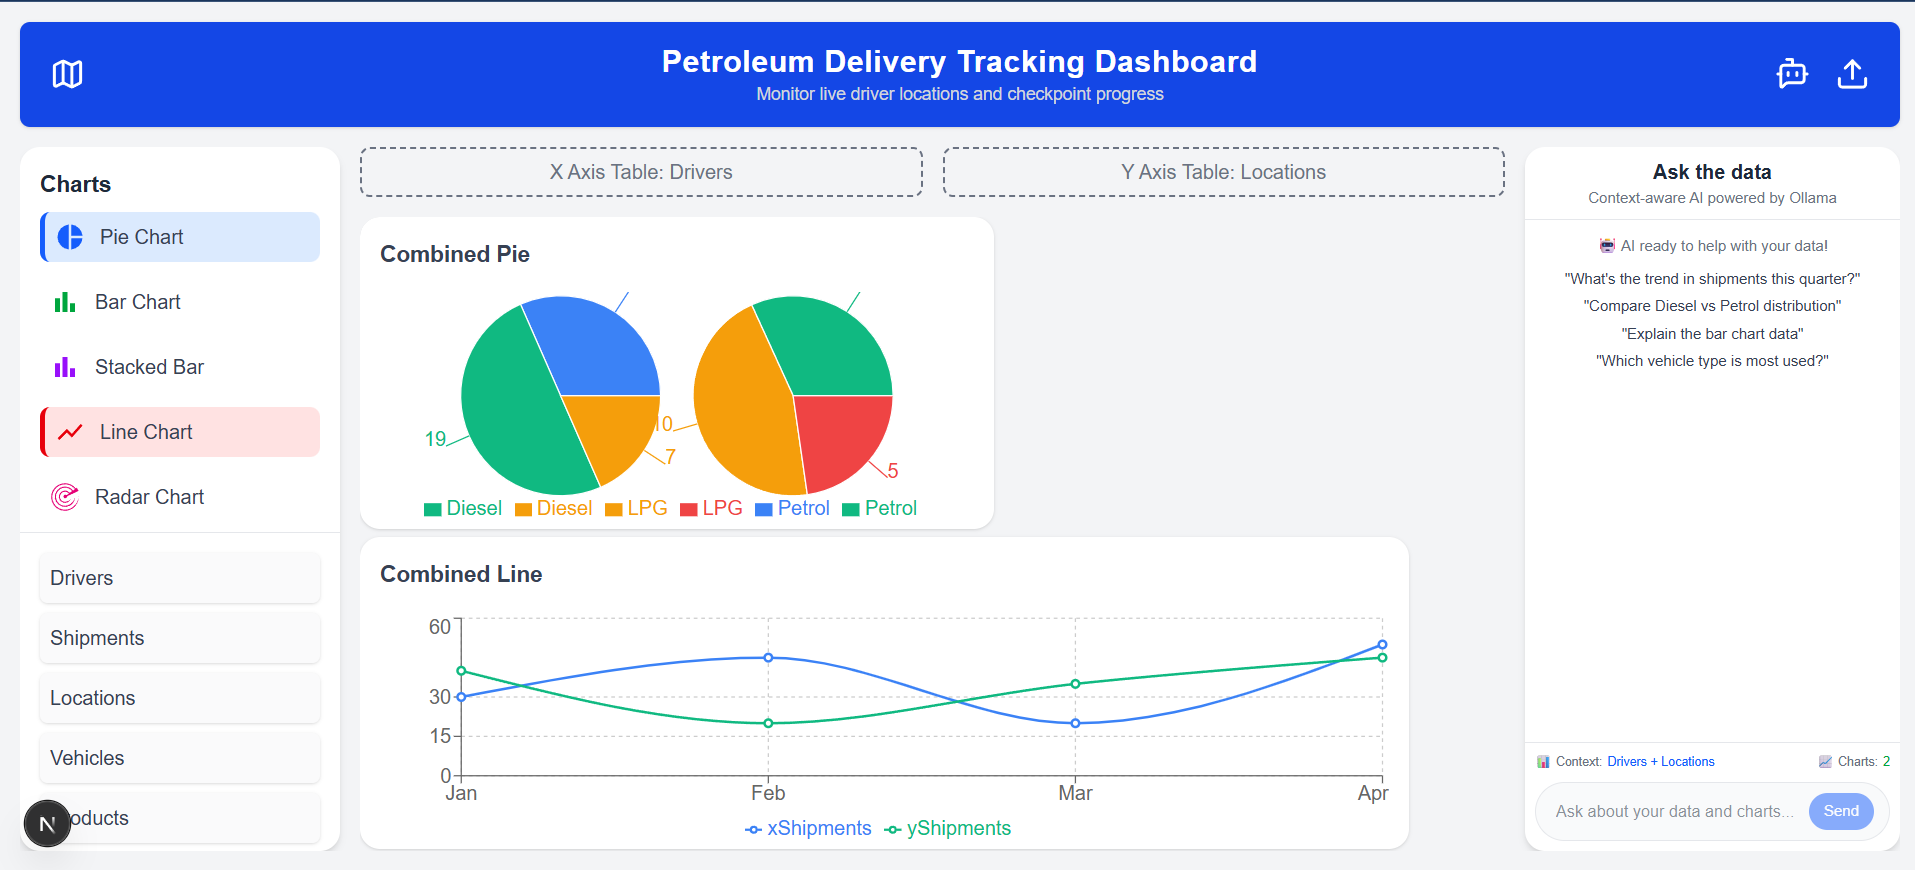 Petroleum Delivery Tracking Dashboard
Monitor live driver locations and checkpoint progress
Charts
Pie Chart
Bar Chart
Stacked Bar
Line Chart
Radar Chart
Drivers
Shipments
Locations
Vehicles
oducts
N
X Axis Table: Drivers
Y Axis Table: Locations
Combined Pie
19
7
0
5
Diesel Diesel LPG LPG Petrol Petrol
Combined Line
60
30
15
0
Jan Feb Mar Apr
xShipments yShipments
Ask the data
Context-aware AI powered by Ollama
AI ready to help with your data!
"What's the trend in shipments this quarter?"
"Compare Diesel vs Petrol distribution"
"Explain the bar chart data"
"Which vehicle type is most used?"
Context: Drivers + Locations Charts: 2
Ask about your data and charts... Send